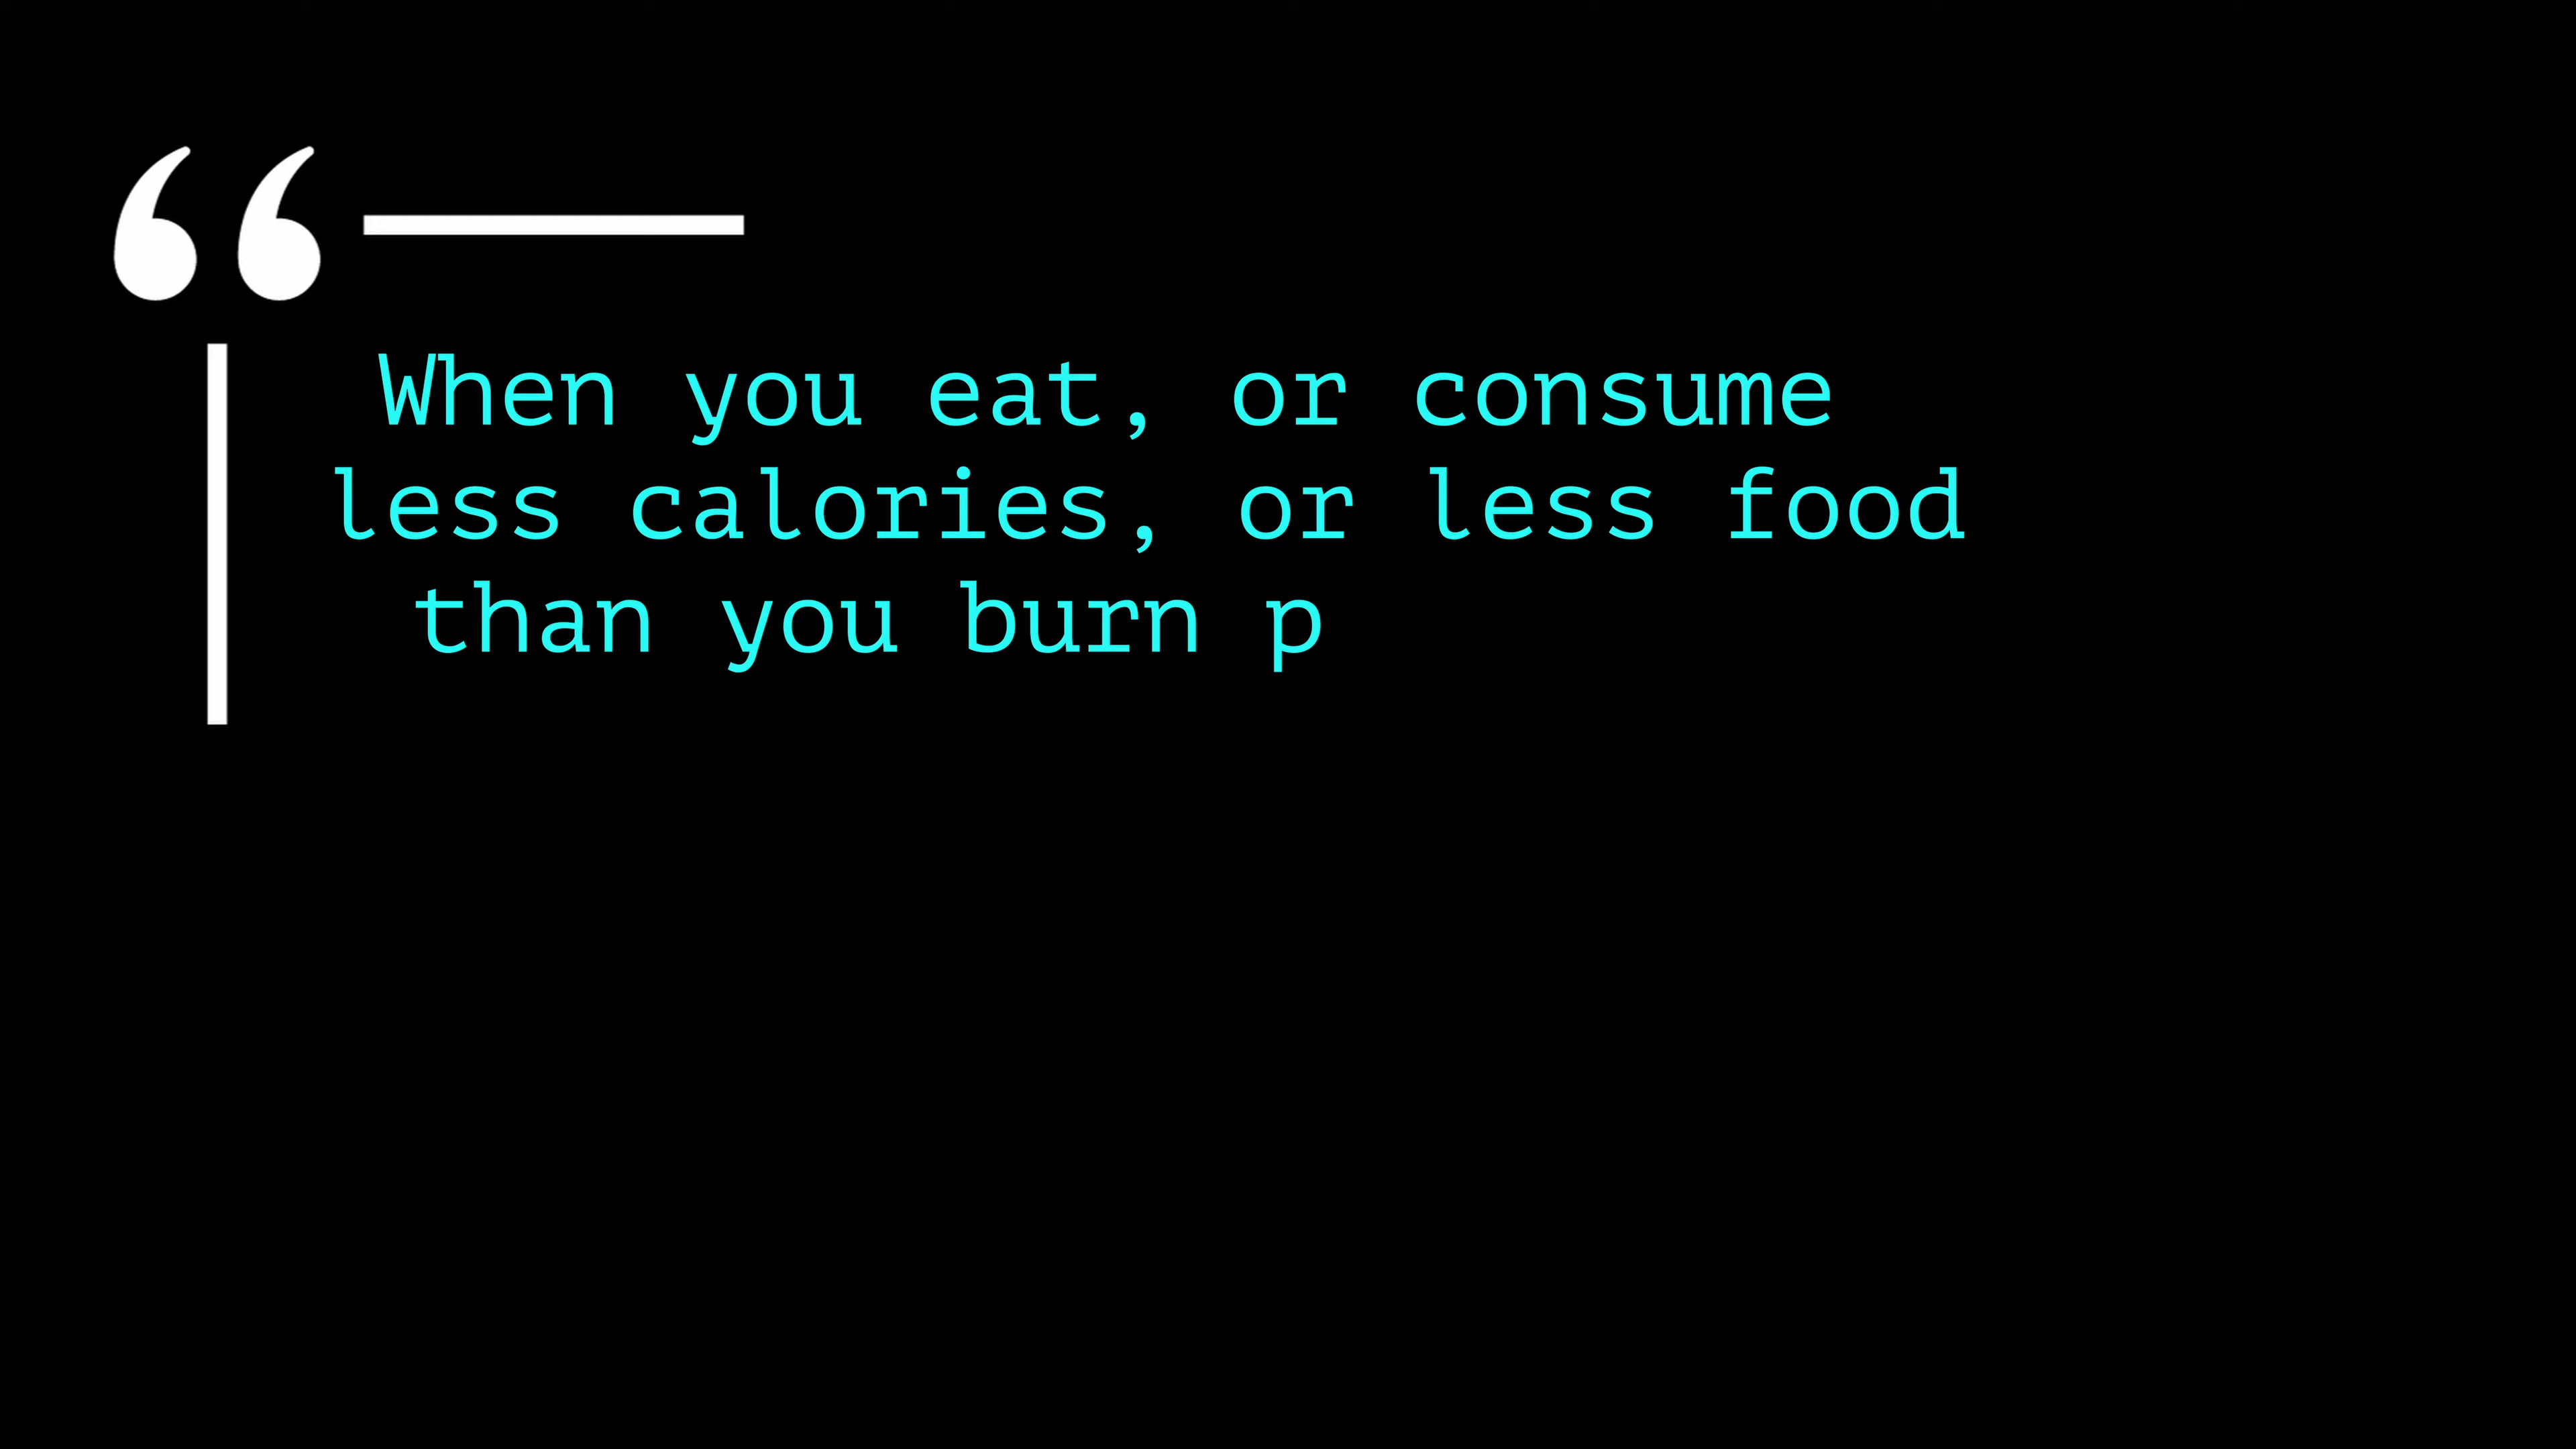 “
When you eat, or consume
less calories, or less food
than you burn p